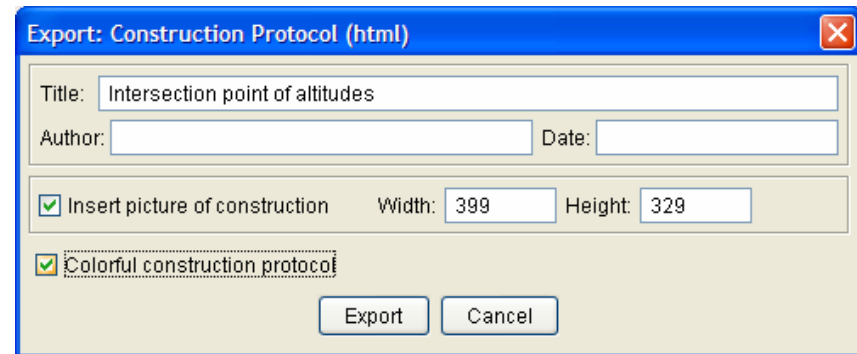 Export: Construction Protocol (html)
Title: Intersection point of altitudes
Author: Date:
Insert picture of construction Width: 399 Height: 329
Colorful construction protocol
Export Cancel